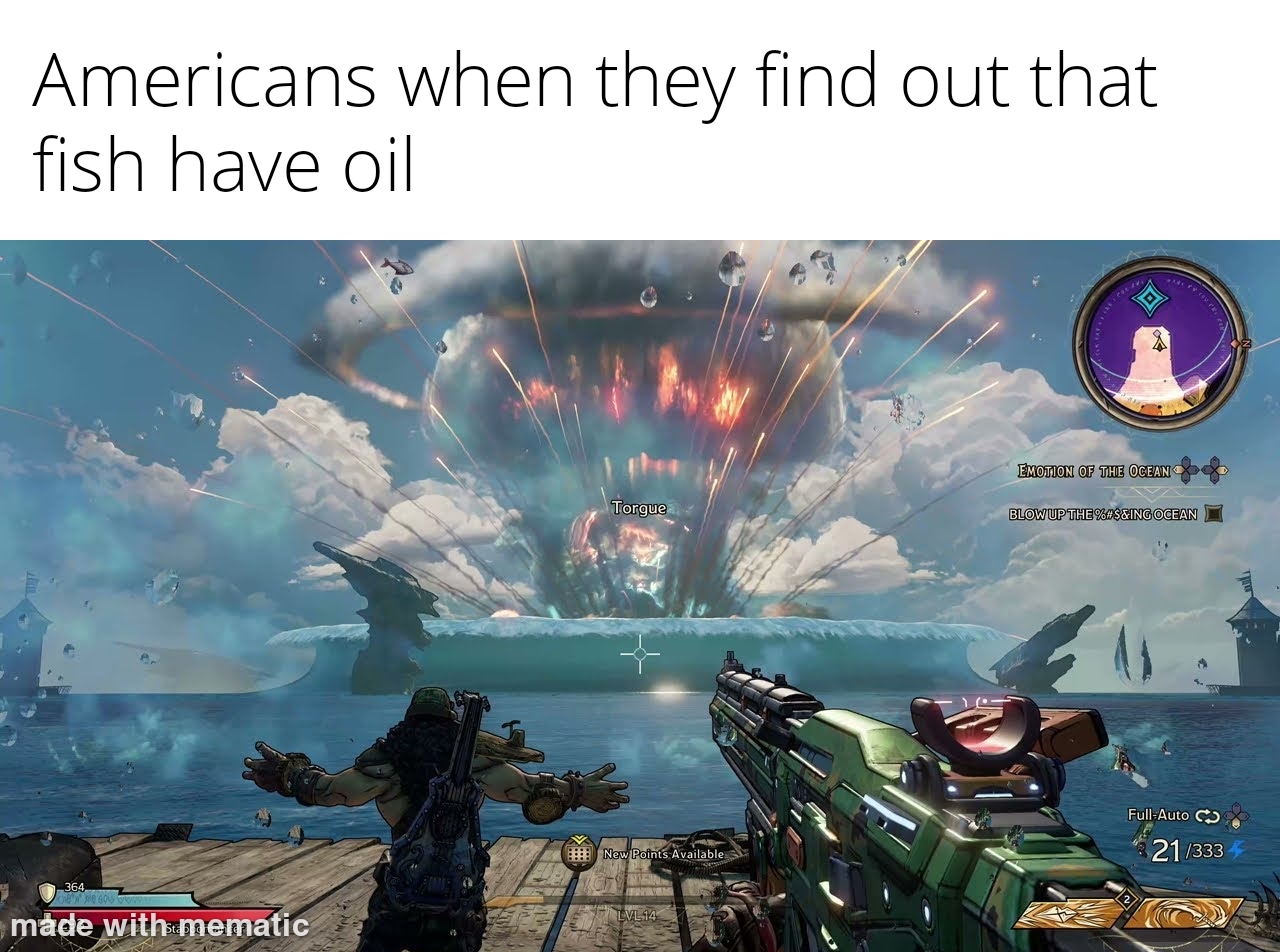 Americans when they find out that
fish have oil
N
EMOTION OF THE OCEAN
BLOW UP THE %#$&ING OCEAN
Torgue
Full-Auto
21/333
New Points Available
364
LVL 14
2
made with mematic